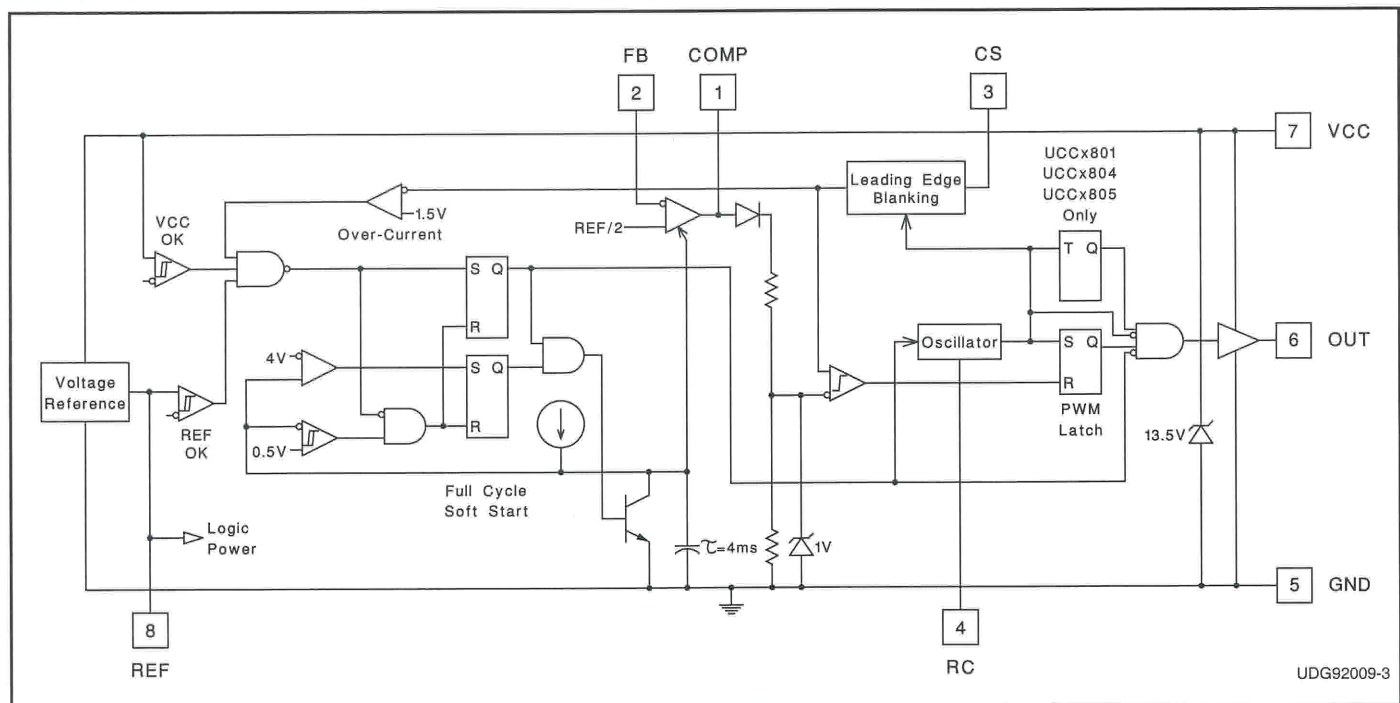 FB COMP CS
2 1 3
7 VCC
UCCx801
UCCx804
UCCx805
Only
Leading Edge
Blanking
1.5V
Over-Current
REF/2
VCC
OK
T Q
S Q
R
Oscillator
S Q
R
PWM
Latch
6 OUT
4V
S Q
R
Voltage
Reference
REF
OK
0.5V
13.5V
Full Cycle
Soft Start
Logic
Power
τ=4ms
1V
5 GND
8
REF
4
RC
UDG92009-3